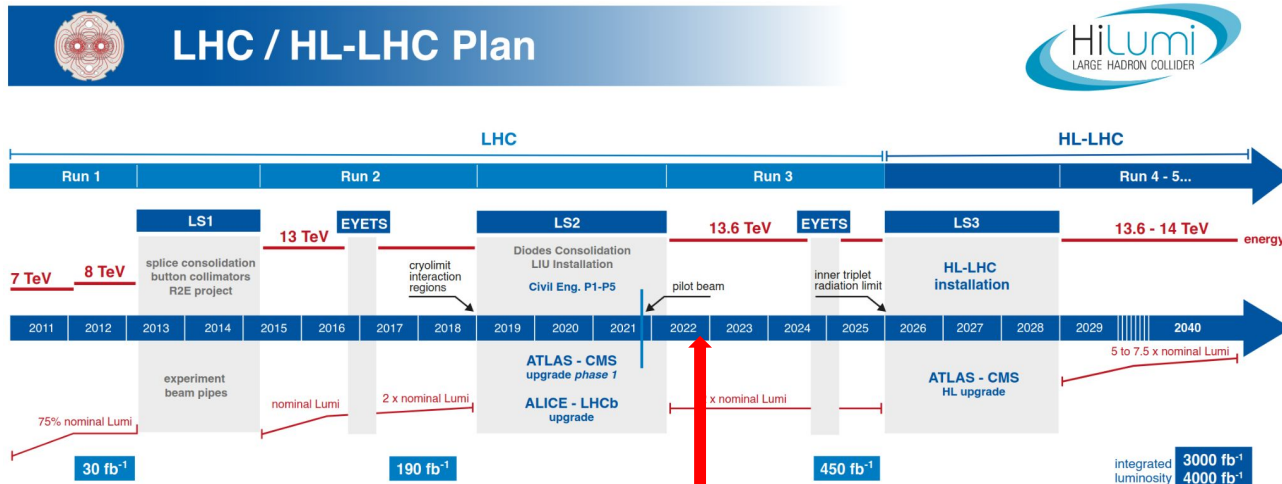 LHC / HL-LHC Plan
HiLumi
LARGE HADRON COLLIDER
LHC
HL-LHC
Run 1
Run 2
Run 3
Run 4 - 5...
LS1
EYETS
LS2
EYETS
LS3
13 TeV
13.6 TeV
13.6 - 14 TeV
energy
7 TeV
8 TeV
splice consolidation
button collimators
R2E project
cryolimit
interaction
regions
Diodes Consolidation
LIU Installation
Civil Eng. P1-P5
pilot beam
inner triplet
radiation limit
HL-LHC
installation
2011
2012
2013
2014
2015
2016
2017
2018
2019
2020
2021
2022
2023
2024
2025
2026
2027
2028
2029
2040
experiment
beam pipes
ATLAS - CMS
upgrade phase 1
ALICE - LHCb
upgrade
ATLAS - CMS
HL upgrade
5 to 7.5 x nominal Lumi
75% nominal Lumi
nominal Lumi
2 x nominal Lumi
x nominal Lumi
30 fb⁻¹
190 fb⁻¹
450 fb⁻¹
integrated
luminosity
3000 fb⁻¹
4000 fb⁻¹